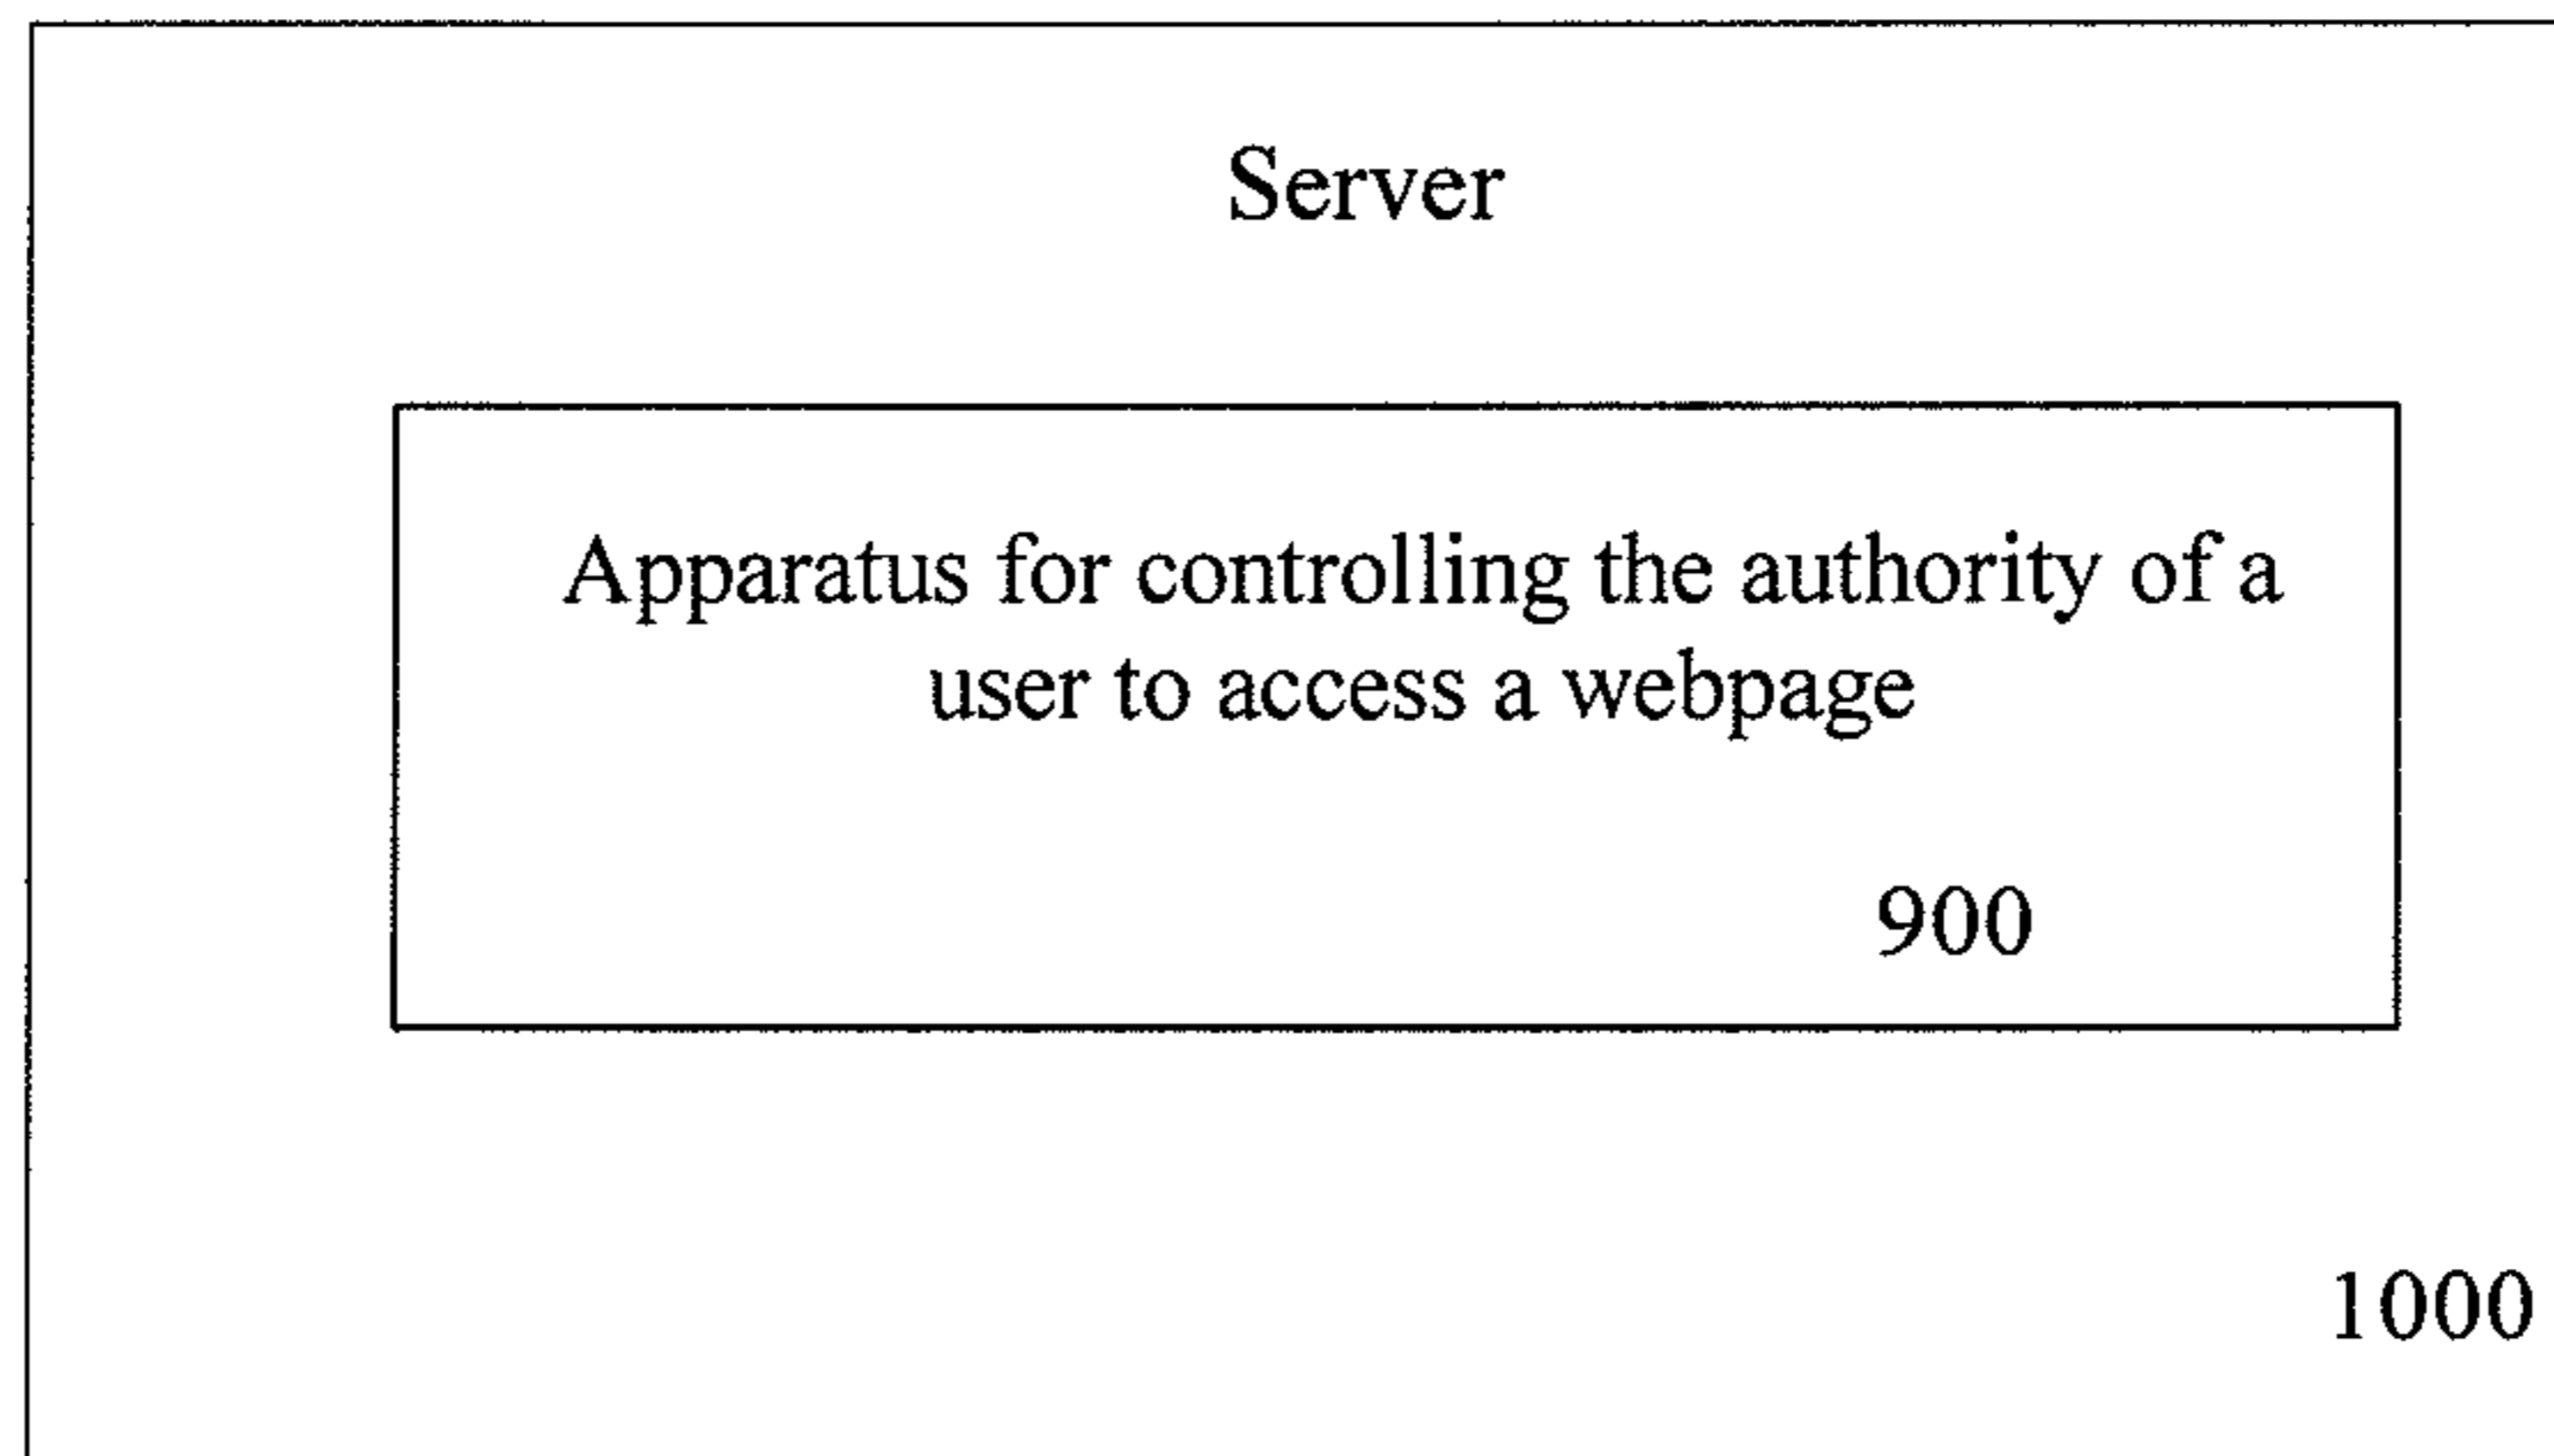 Server
Apparatus for controlling the authority of a
user to access a webpage
900
1000